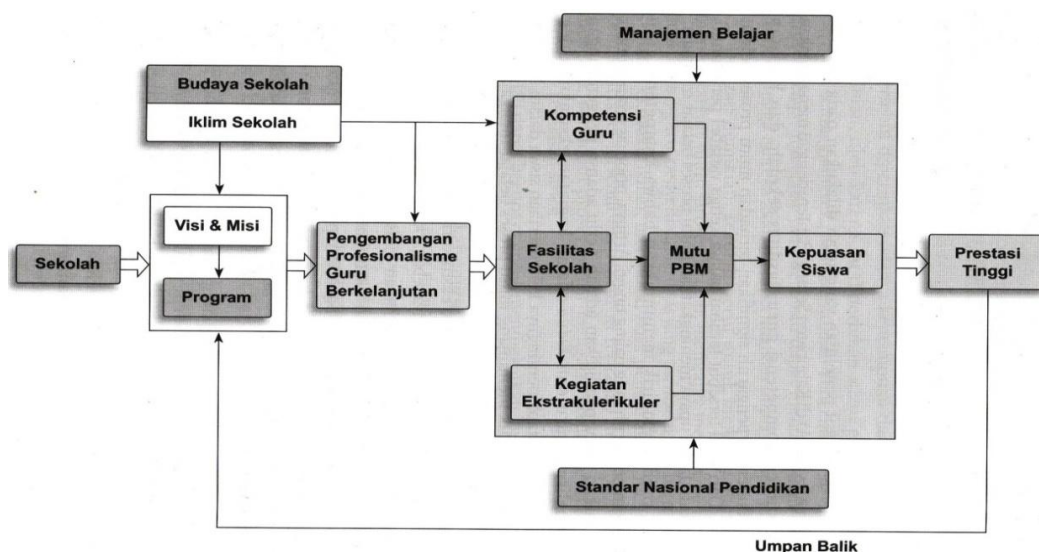 Manajemen Belajar
Budaya Sekolah
Iklim Sekolah
Kompetensi
Guru
Visi & Misi
Program
Sekolah
Pengembangan
Profesionalisme
Guru
Berkelanjutan
Fasilitas
Sekolah
Mutu
PBM
Kepuasan
Siswa
Prestasi
Tinggi
Kegiatan
Ekstrakulerikuler
Standar Nasional Pendidikan
Umpan Balik